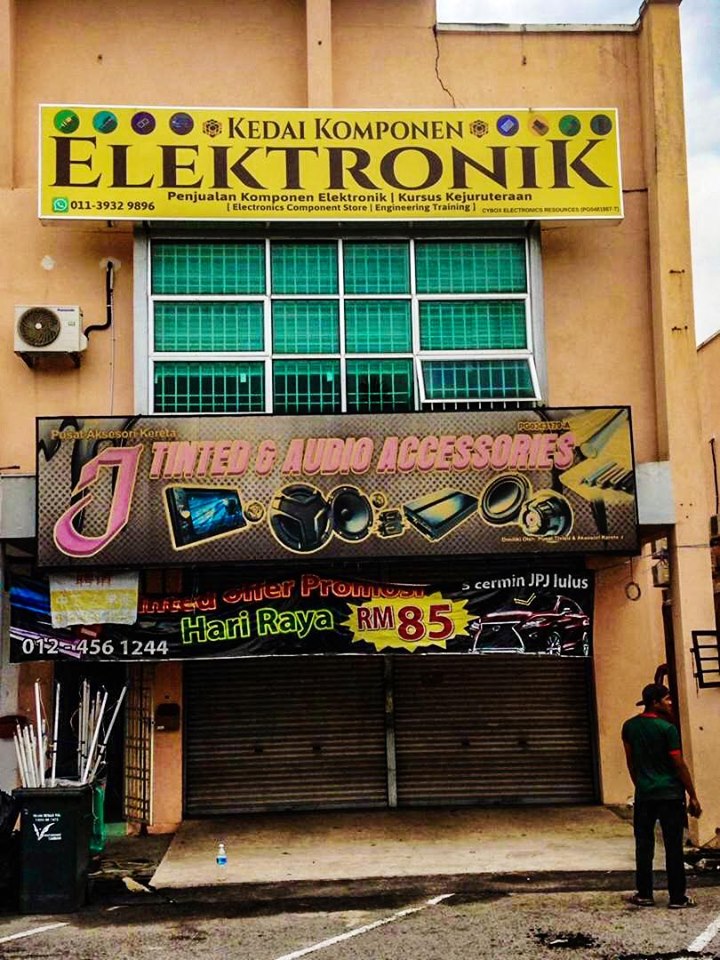 KEDAI KOMPONEN
ELEKTRONIK
Penjualan Komponen Elektronik | Kursus Kejuruteraan
011-3932 9896
[ Electronics Component Store | Engineering Training ]
CYBOX ELECTRONICS RESOURCES
Pusat Aksesori Kereta
J
TINTED & AUDIO ACCESSORIES
Promosi
s cermin JPJ lulus
Hari Raya
RM 85
012-456 1244